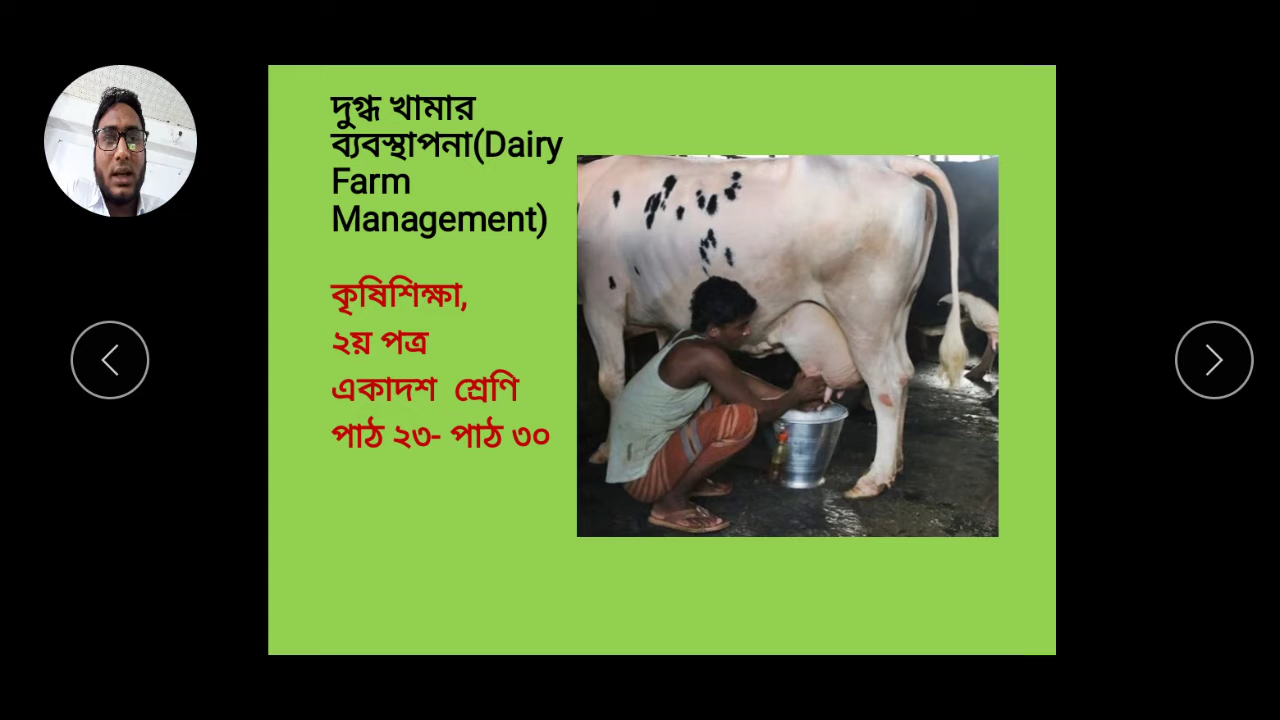 দুগ্ধ খামার
ব্যবস্থাপনা(Dairy
Farm
Management)
কৃষিশিক্ষা,
২য় পত্র
একাদশ শ্রেণি
পাঠ ২৩- পাঠ ৩০